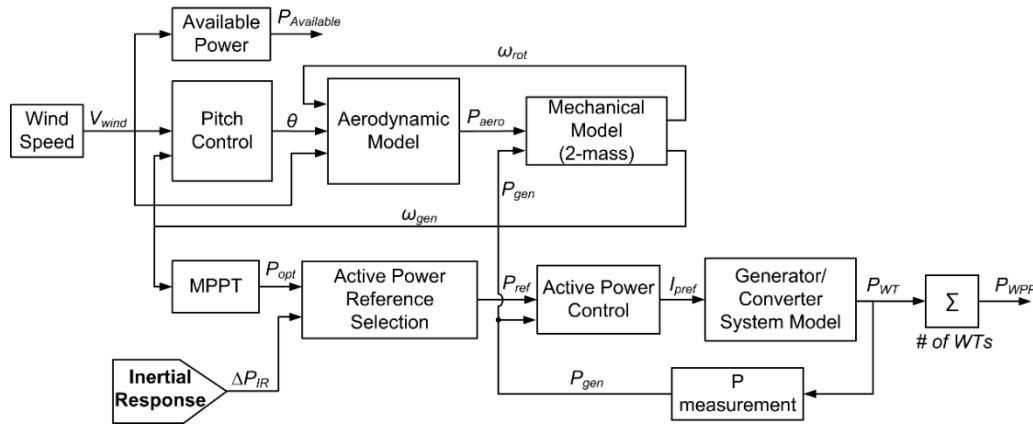 Available
Power
P_Available
ω_rot
Wind
Speed
V_wind
Pitch
Control
θ
Aerodynamic
Model
P_aero
Mechanical
Model
(2-mass)
P_gen
ω_gen
MPPT
P_opt
Active Power
Reference
Selection
P_ref
Active Power
Control
I_pref
Generator/
Converter
System Model
P_WT
Σ
P_WPP
# of WTs
Inertial
Response
ΔP_IR
P_gen
P
measurement